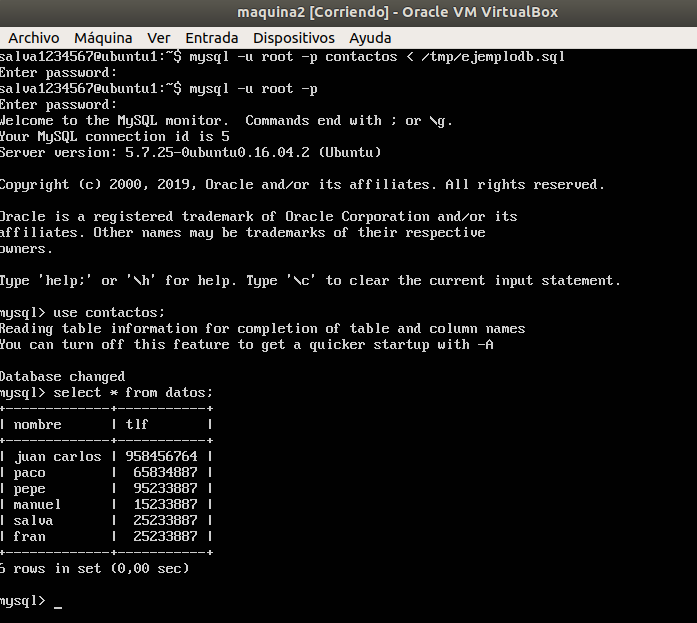 maquina2 [Corriendo] - Oracle VM VirtualBox
Archivo Máquina Ver Entrada Dispositivos Ayuda
salva1234567@ubuntu1:~$ mysql -u root -p contactos < /tmp/ejemplodb.sql
Enter password:
salva1234567@ubuntu1:~$ mysql -u root -p
Enter password:
Welcome to the MySQL monitor.  Commands end with ; or \g.
Your MySQL connection id is 5
Server version: 5.7.25-0ubuntu0.16.04.2 (Ubuntu)
Copyright (c) 2000, 2019, Oracle and/or its affiliates. All rights reserved.
Oracle is a registered trademark of Oracle Corporation and/or its
affiliates. Other names may be trademarks of their respective
owners.
Type 'help;' or '\h' for help. Type '\c' to clear the current input statement.
mysql> use contactos;
Reading table information for completion of table and column names
You can turn off this feature to get a quicker startup with -A
Database changed
mysql> select * from datos;
+-------------+-----------+
| nombre      | tlf       |
+-------------+-----------+
| juan carlos | 958456764 |
| paco        |  65834887 |
| pepe        |  95233887 |
| manuel      |  15233887 |
| salva       |  25233887 |
| fran        |  25233887 |
+-------------+-----------+
6 rows in set (0,00 sec)
mysql> _